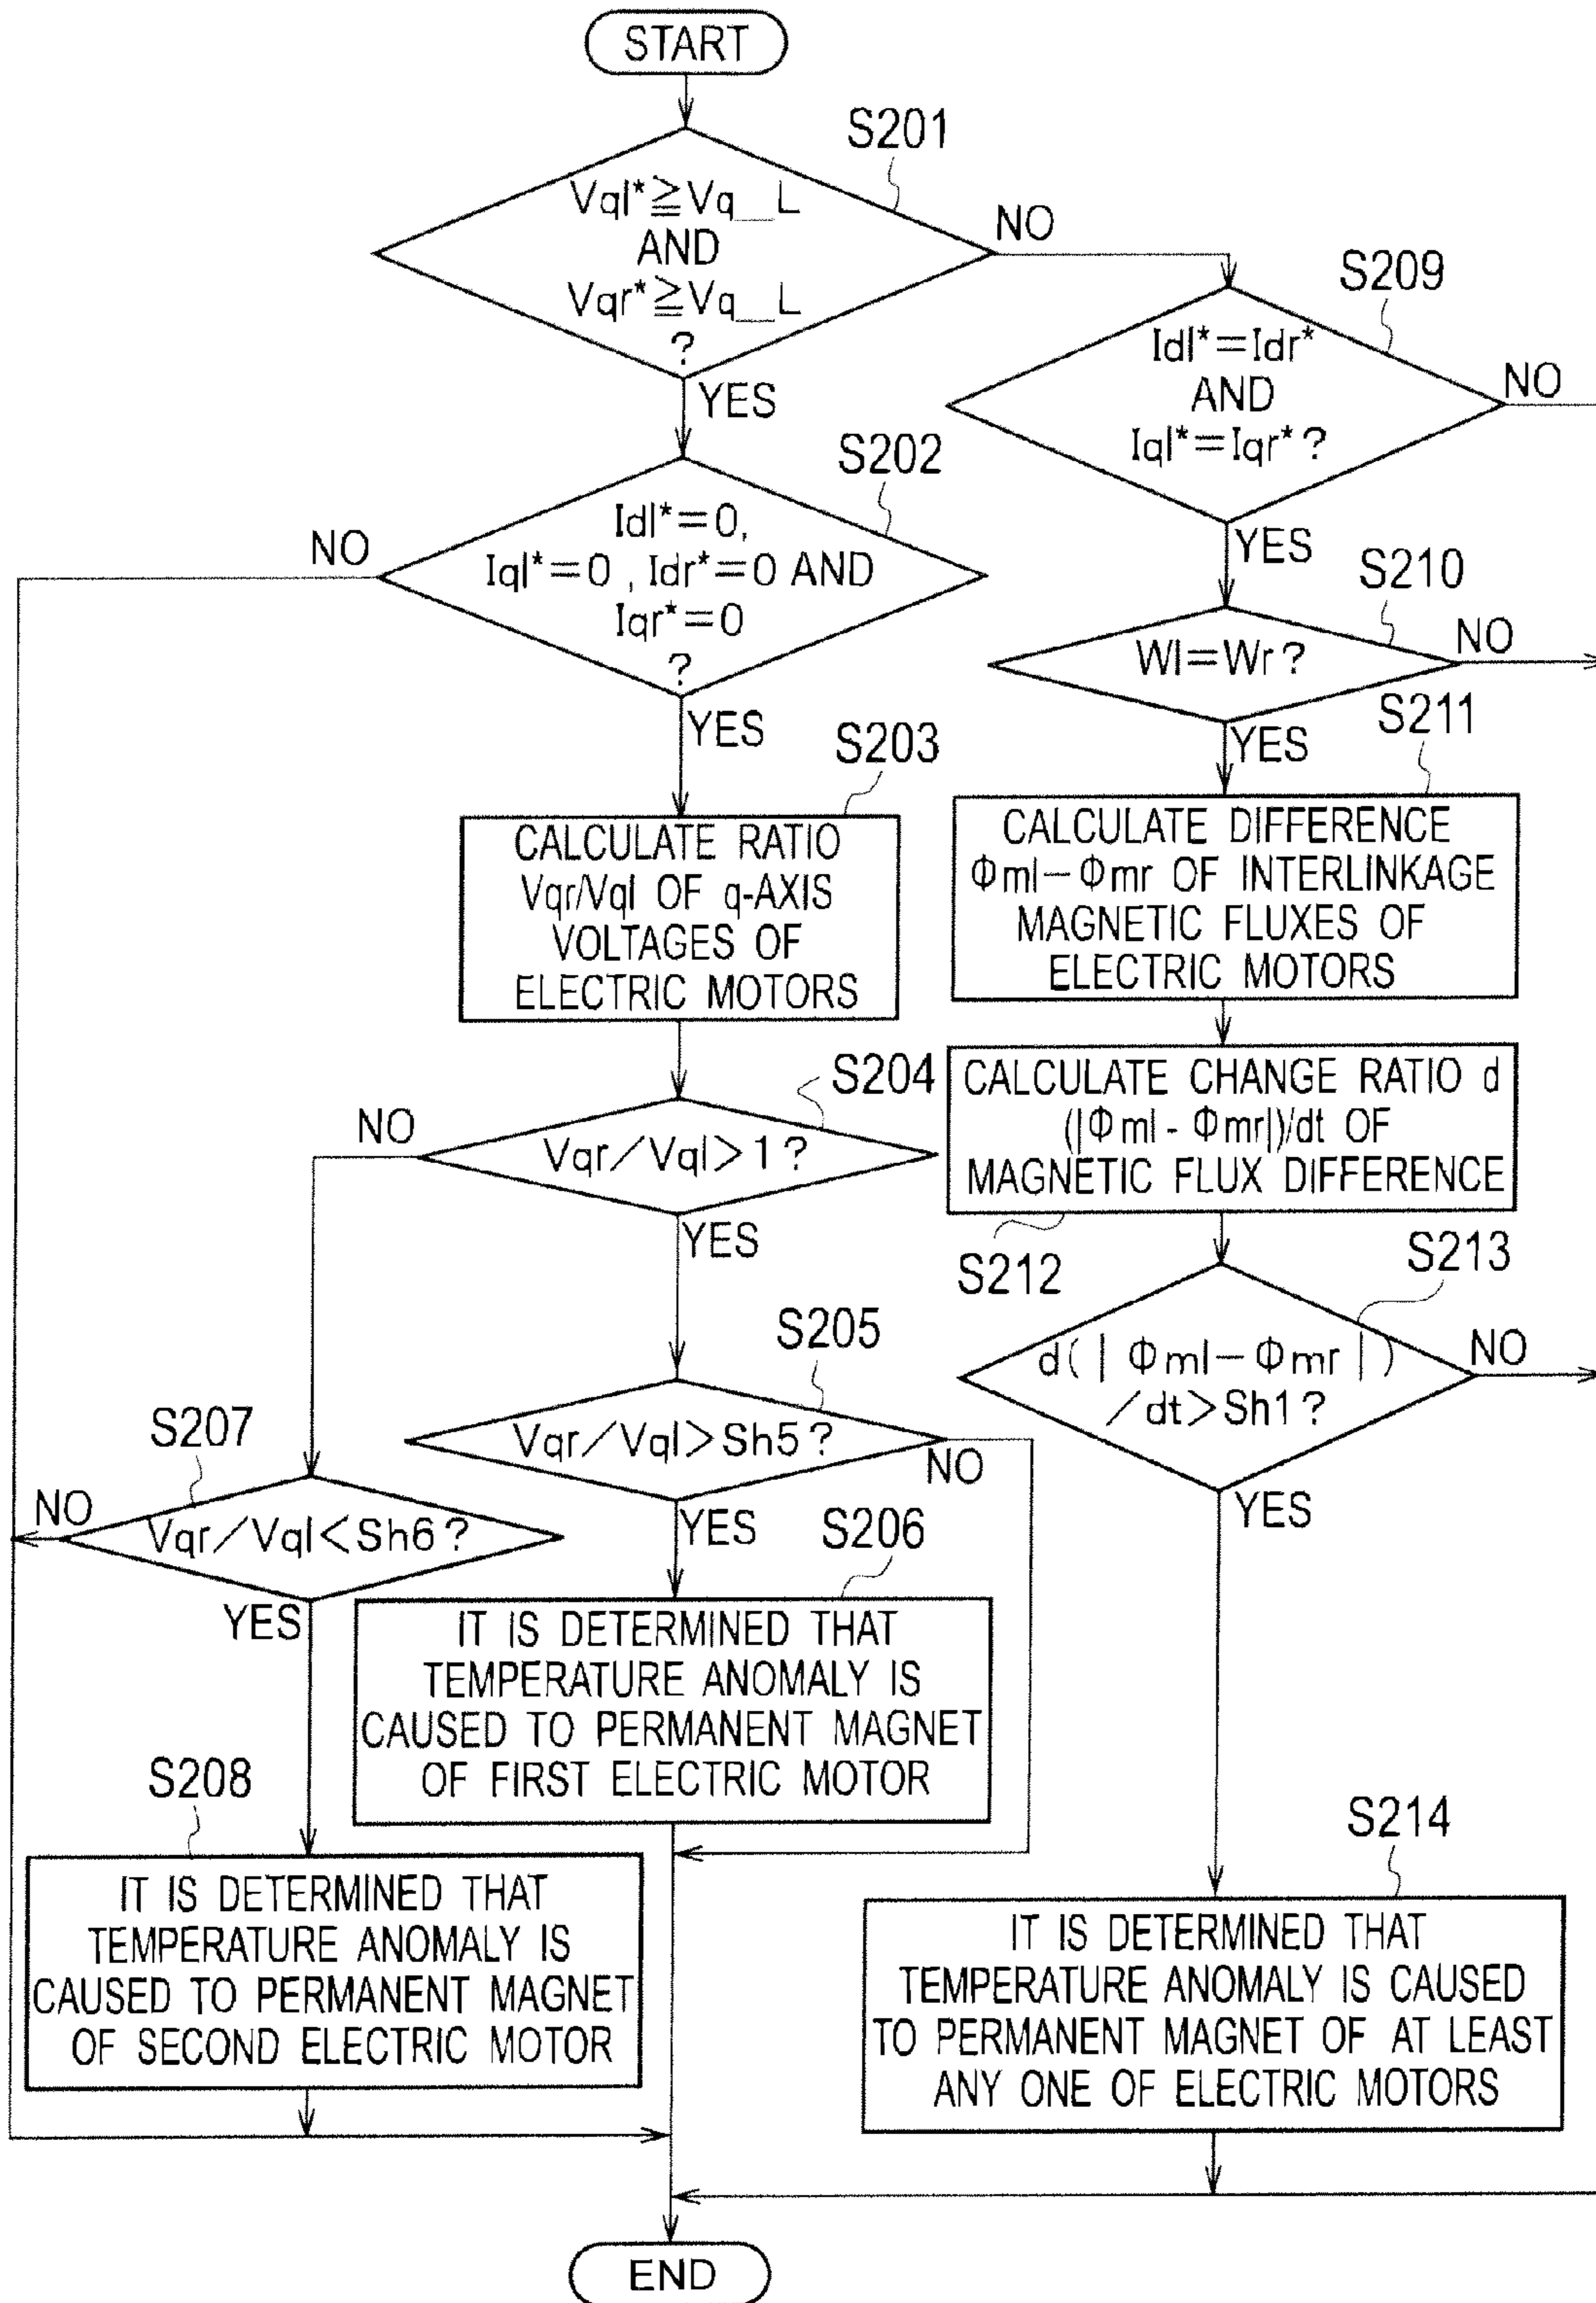 START
S201
Vql*≧Vq_L
AND
Vqr*≧Vq_L
?
NO
YES
S209
Idl*=Idr*
AND
Iql*=Iqr*?
NO
YES
S202
Idl*=0,
Iql*=0 , Idr*=0 AND
Iqr*=0
?
NO
YES
S210
Wl=Wr?
NO
YES
S203
CALCULATE RATIO
Vqr/Vql OF q-AXIS
VOLTAGES OF
ELECTRIC MOTORS
S211
CALCULATE DIFFERENCE
Φml-Φmr OF INTERLINKAGE
MAGNETIC FLUXES OF
ELECTRIC MOTORS
S204
Vqr/Vql>1?
NO
YES
CALCULATE CHANGE RATIO d
(|Φml - Φmr|)/dt OF
MAGNETIC FLUX DIFFERENCE
S212
S213
d(|Φml-Φmr|)
/dt>Sh1?
NO
YES
S205
Vqr/Vql>Sh5?
NO
YES
S207
Vqr/Vql<Sh6?
NO
YES
S206
IT IS DETERMINED THAT
TEMPERATURE ANOMALY IS
CAUSED TO PERMANENT MAGNET
OF FIRST ELECTRIC MOTOR
S208
IT IS DETERMINED THAT
TEMPERATURE ANOMALY IS
CAUSED TO PERMANENT MAGNET
OF SECOND ELECTRIC MOTOR
S214
IT IS DETERMINED THAT
TEMPERATURE ANOMALY IS CAUSED
TO PERMANENT MAGNET OF AT LEAST
ANY ONE OF ELECTRIC MOTORS
END